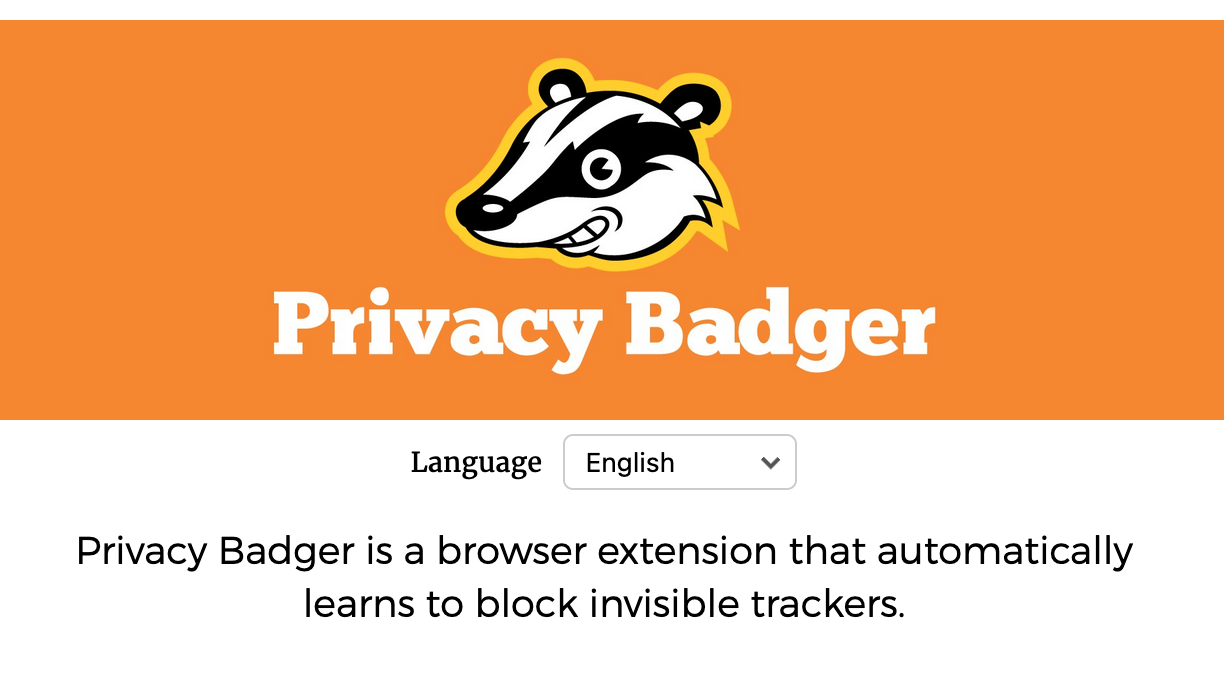 Privacy Badger
Language English
Privacy Badger is a browser extension that automatically
learns to block invisible trackers.